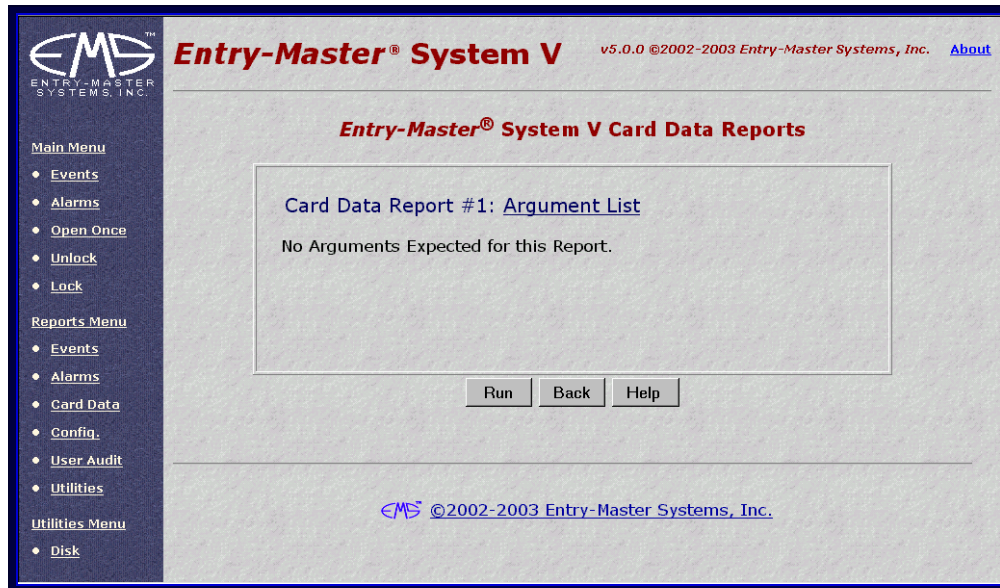 EMS™
ENTRY-MASTER
SYSTEMS, INC.
Entry-Master® System V
v5.0.0 ©2002-2003 Entry-Master Systems, Inc.
About
Main Menu
Events
Alarms
Open Once
Unlock
Lock
Reports Menu
Events
Alarms
Card Data
Config.
User Audit
Utilities
Utilities Menu
Disk
Entry-Master® System V Card Data Reports
Card Data Report #1: Argument List
No Arguments Expected for this Report.
Run
Back
Help
EMS™ ©2002-2003 Entry-Master Systems, Inc.